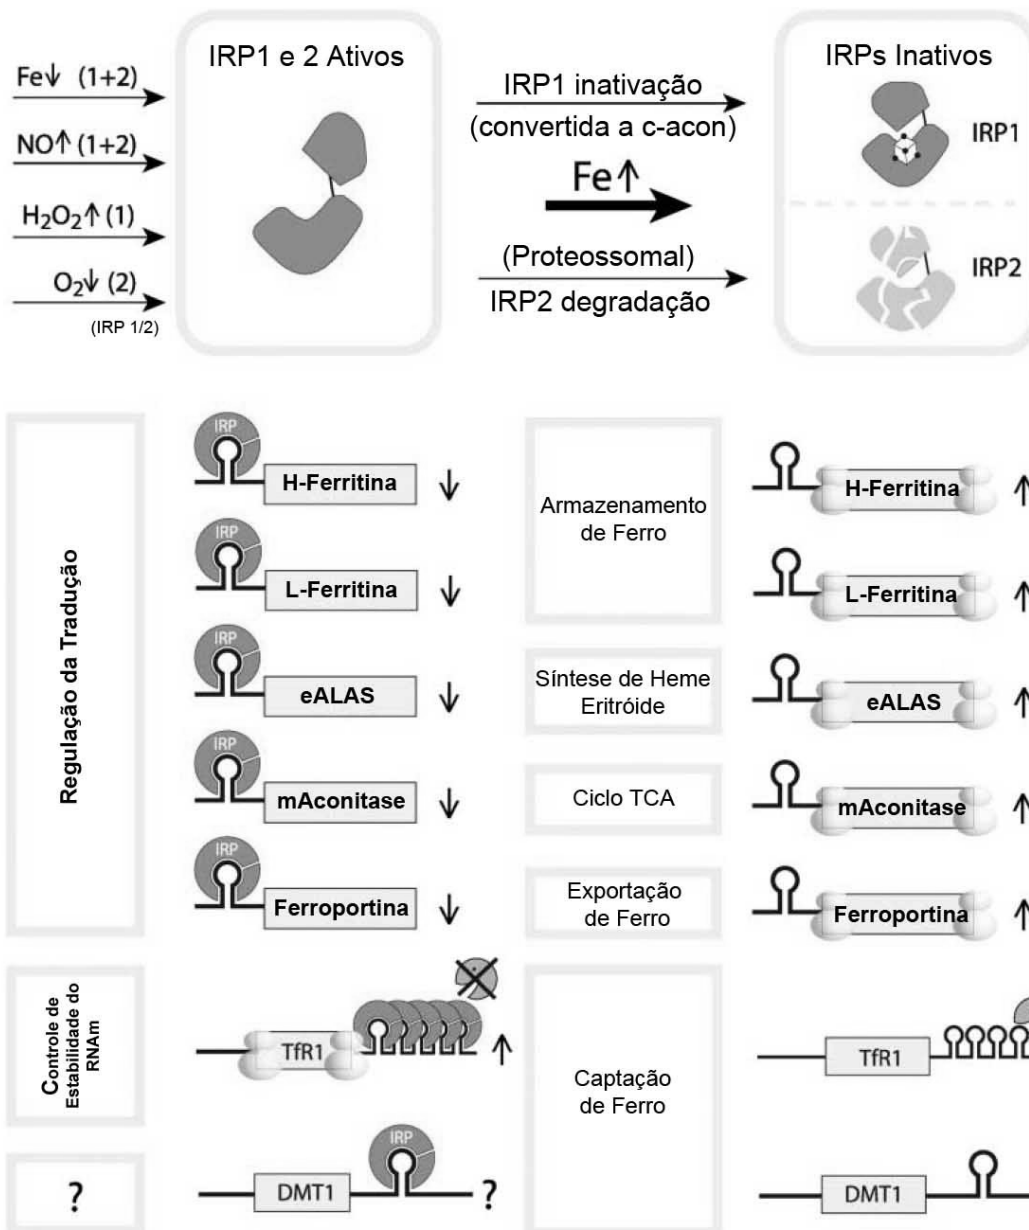 IRP1 e 2 Ativos
IRPs Inativos
Fe↓ (1+2)
NO↑ (1+2)
H₂O₂↑ (1)
O₂↓ (2)
(IRP 1/2)
IRP1 inativação
(convertida a c-acon)
Fe↑
(Proteossomal)
IRP2 degradação
IRP1
IRP2
Regulação da Tradução
IRP
H-Ferritina ↓
Armazenamento
de Ferro
H-Ferritina ↑
IRP
L-Ferritina ↓
L-Ferritina ↑
IRP
eALAS ↓
Síntese de Heme
Eritróide
eALAS ↑
IRP
mAconitase ↓
Ciclo TCA
mAconitase ↑
IRP
Ferroportina ↓
Exportação
de Ferro
Ferroportina ↑
Controle de
Estabilidade do
RNAm
TfR1 ↑
Captação
de Ferro
TfR1
?
IRP
DMT1 ?
DMT1